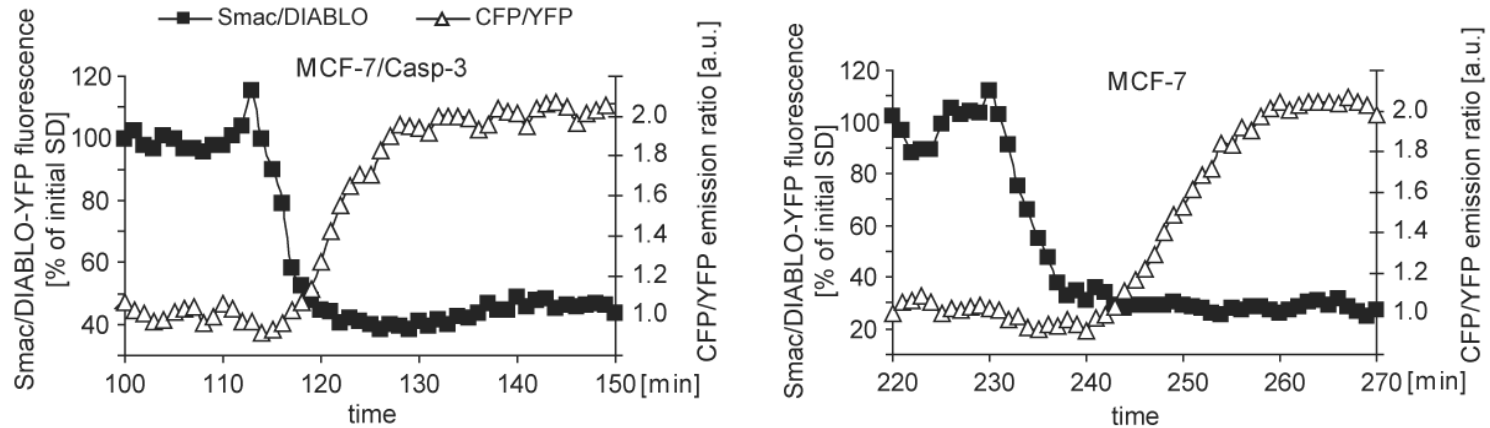 Smac/DIABLO CFP/YFP
Smac/DIABLO-YFP fluorescence
[% of initial SD]
MCF-7/Casp-3
120
100
80
60
40
2.0
1.8
1.6
1.4
1.2
1.0
CFP/YFP emission ratio [a.u.]
100 110 120 130 140 150 [min]
time
Smac/DIABLO-YFP fluorescence
[% of initial SD]
MCF-7
120
100
80
60
40
20
2.0
1.8
1.6
1.4
1.2
1.0
CFP/YFP emission ratio [a.u.]
220 230 240 250 260 270 [min]
time